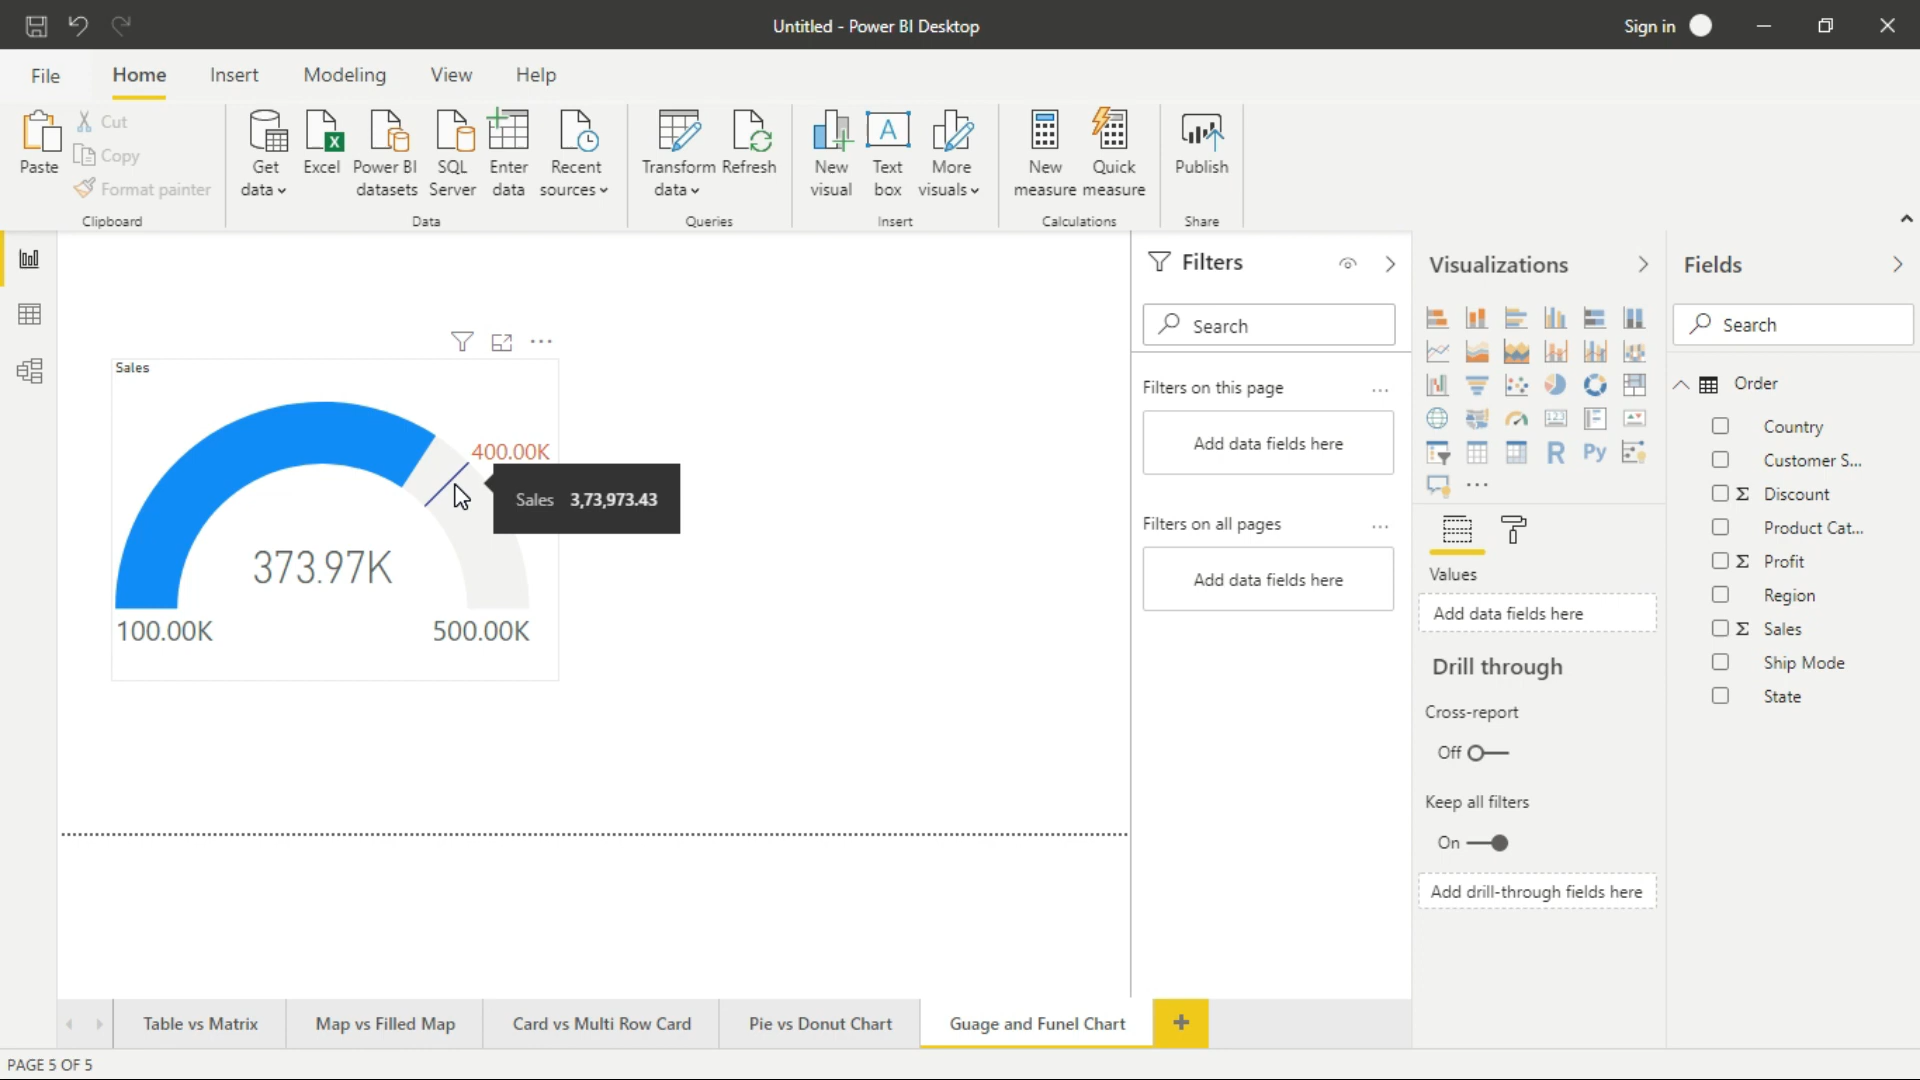 Untitled - Power BI Desktop
Sign in
File
Home
Insert
Modeling
View
Help
Paste
Cut
Copy
Format painter
Clipboard
Get
data
Excel
Power BI
datasets
SQL
Server
Enter
data
Recent
sources
Data
Transform
data
Refresh
Queries
New
visual
A
Text
box
More
visuals
Insert
New
measure
Quick
measure
Calculations
Publish
Share
Sales
400.00K
Sales 3,73,973.43
373.97K
100.00K
500.00K
Filters
Search
Filters on this page
Add data fields here
Filters on all pages
Add data fields here
Visualizations
123
R
Py
Values
Add data fields here
Drill through
Cross-report
Off
Keep all filters
On
Add drill-through fields here
Fields
Search
Order
Country
Customer S...
Σ Discount
Product Cat...
Σ Profit
Region
Σ Sales
Ship Mode
State
Table vs Matrix
Map vs Filled Map
Card vs Multi Row Card
Pie vs Donut Chart
Guage and Funel Chart
PAGE 5 OF 5